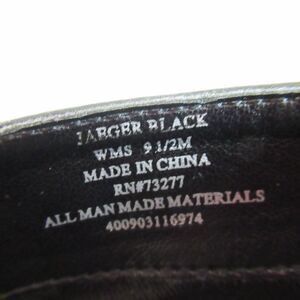 JAEGER BLACK
WMS 9 1/2M
MADE IN CHINA
RN#73277
ALL MAN MADE MATERIALS
400903116974